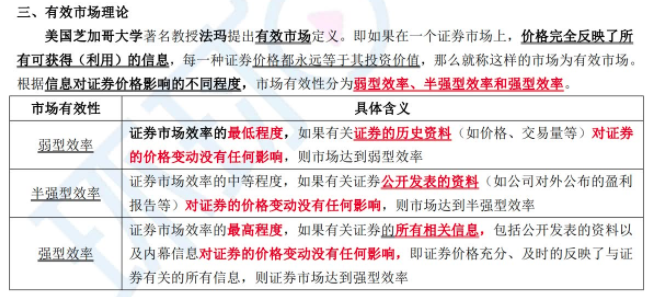 三、有效市场理论
美国芝加哥大学著名教授法玛提出有效市场定义。即如果在一个证券市场上，价格完全反映了所
有可获得（利用）的信息，每一种证券价格都永远等于其投资价值，那么就称这样的市场为有效市场。
根据信息对证券价格影响的不同程度，市场有效性分为弱型效率、半强型效率和强型效率。
市场有效性 具体含义
弱型效率
证券市场效率的最低程度，如果有关证券的历史资料（如价格、交易量等）对证券
的价格变动没有任何影响，则市场达到弱型效率
半强型效率
证券市场效率的中等程度，如果有关证券公开发表的资料（如公司对外公布的盈利
报告等）对证券的价格变动没有任何影响，则市场达到半强型效率
强型效率
证券市场效率的最高程度，如果有关证券的所有相关信息，包括公开发表的资料以
及内幕信息对证券的价格变动没有任何影响，即证券价格充分、及时的反映了与证
券有关的所有信息，则证券市场达到强型效率